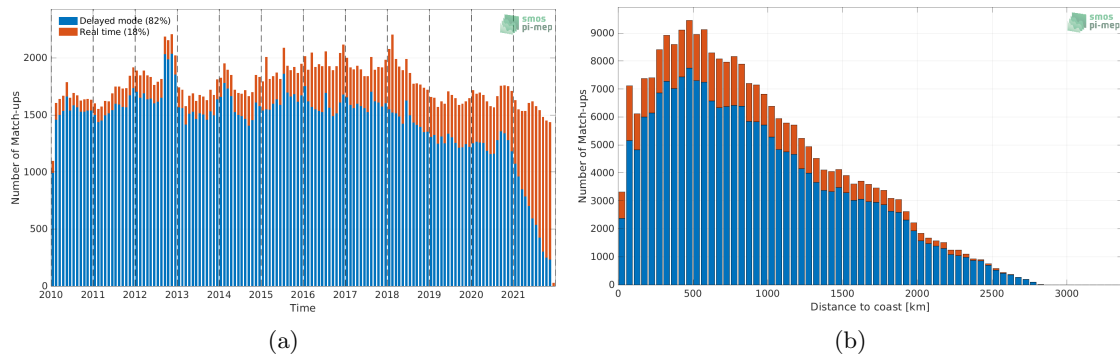 Delayed mode (82%)
Real time (18%)
smos
pi-mep
Number of Match-ups
2000
1500
1000
500
0
2010 2011 2012 2013 2014 2015 2016 2017 2018 2019 2020 2021
Time
(a)
smos
pi-mep
Number of Match-ups
9000
8000
7000
6000
5000
4000
3000
2000
1000
0
0 500 1000 1500 2000 2500 3000
Distance to coast [km]
(b)